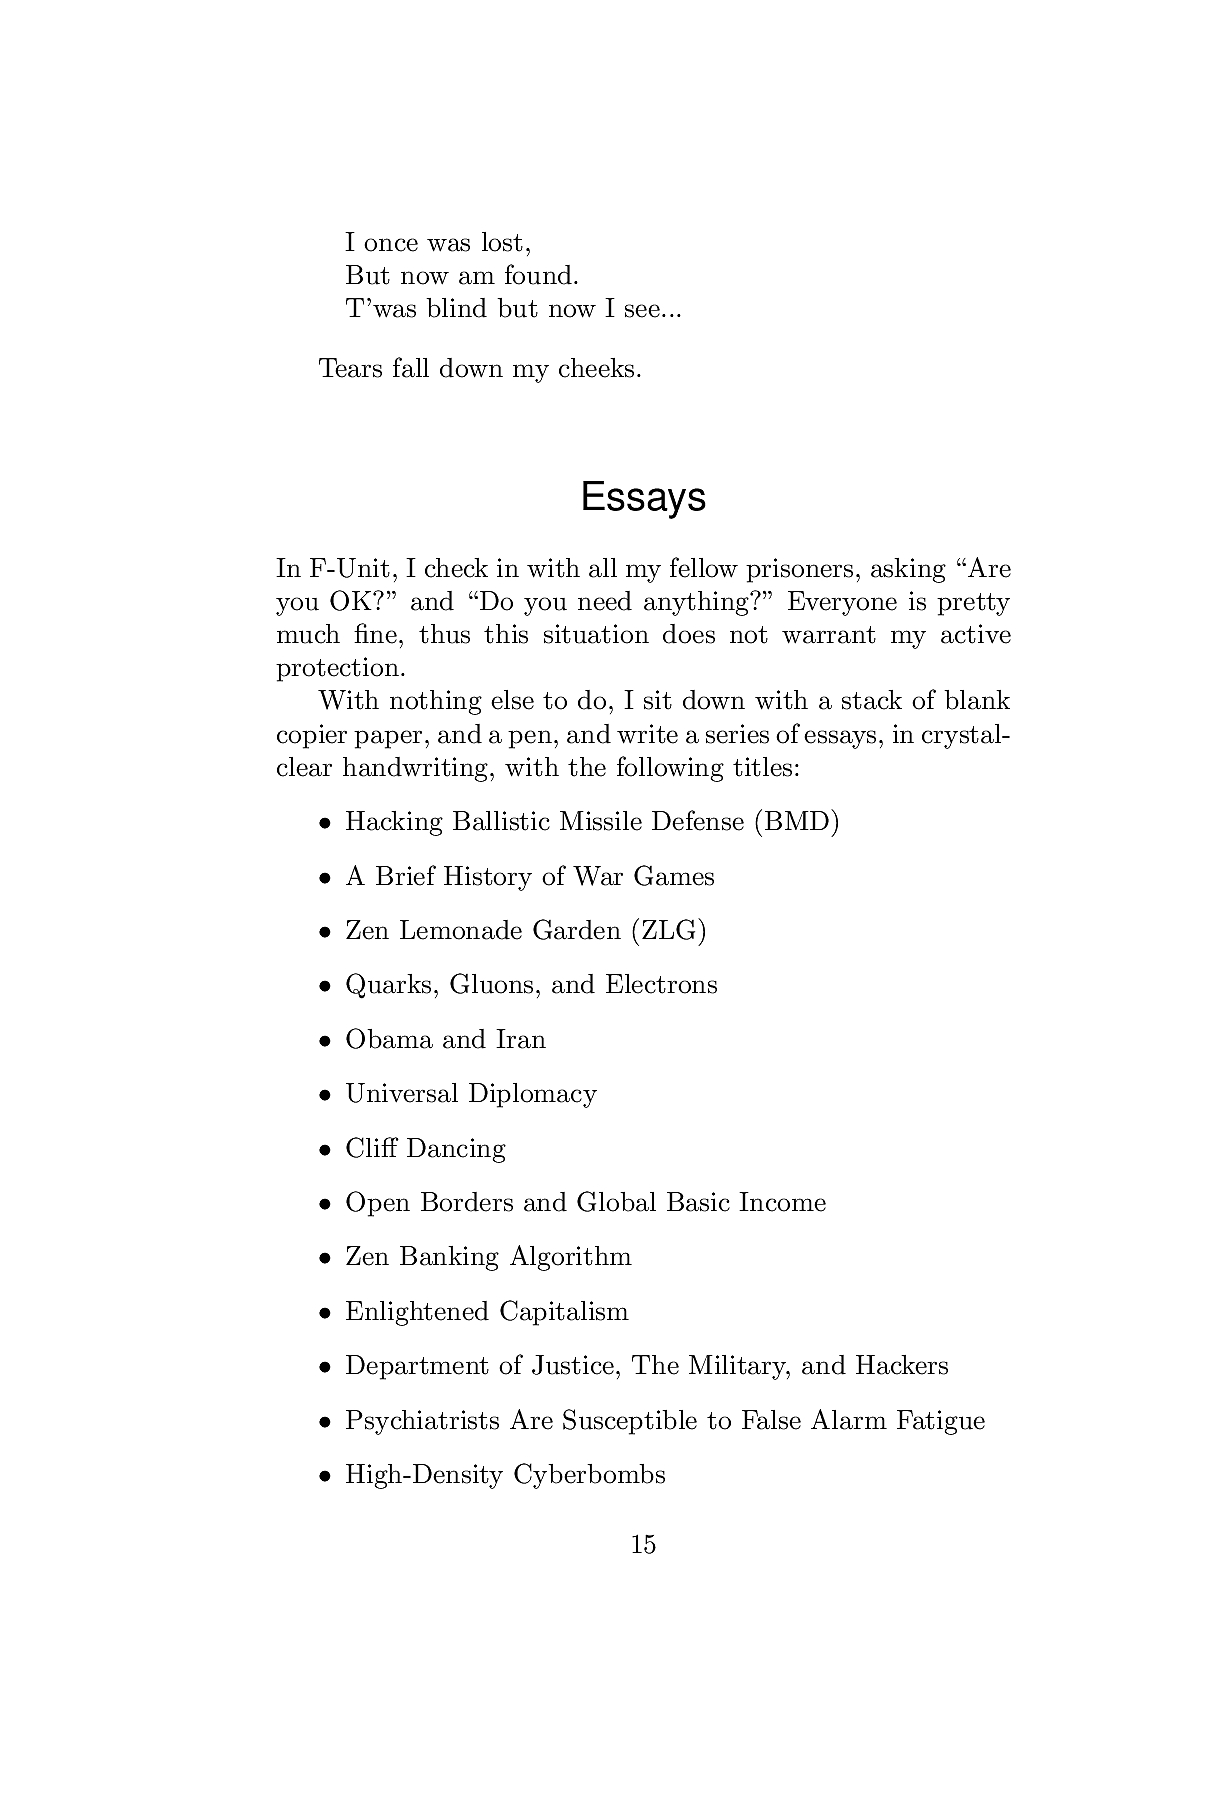 I once was lost,
But now am found.
T'was blind but now I see...
Tears fall down my cheeks.
Essays
In F-Unit, I check in with all my fellow prisoners, asking “Are
you OK?” and “Do you need anything?” Everyone is pretty
much fine, thus this situation does not warrant my active
protection.
With nothing else to do, I sit down with a stack of blank
copier paper, and a pen, and write a series of essays, in crystal-
clear handwriting, with the following titles:
• Hacking Ballistic Missile Defense (BMD)
• A Brief History of War Games
• Zen Lemonade Garden (ZLG)
• Quarks, Gluons, and Electrons
• Obama and Iran
• Universal Diplomacy
• Cliff Dancing
• Open Borders and Global Basic Income
• Zen Banking Algorithm
• Enlightened Capitalism
• Department of Justice, The Military, and Hackers
• Psychiatrists Are Susceptible to False Alarm Fatigue
• High-Density Cyberbombs
15